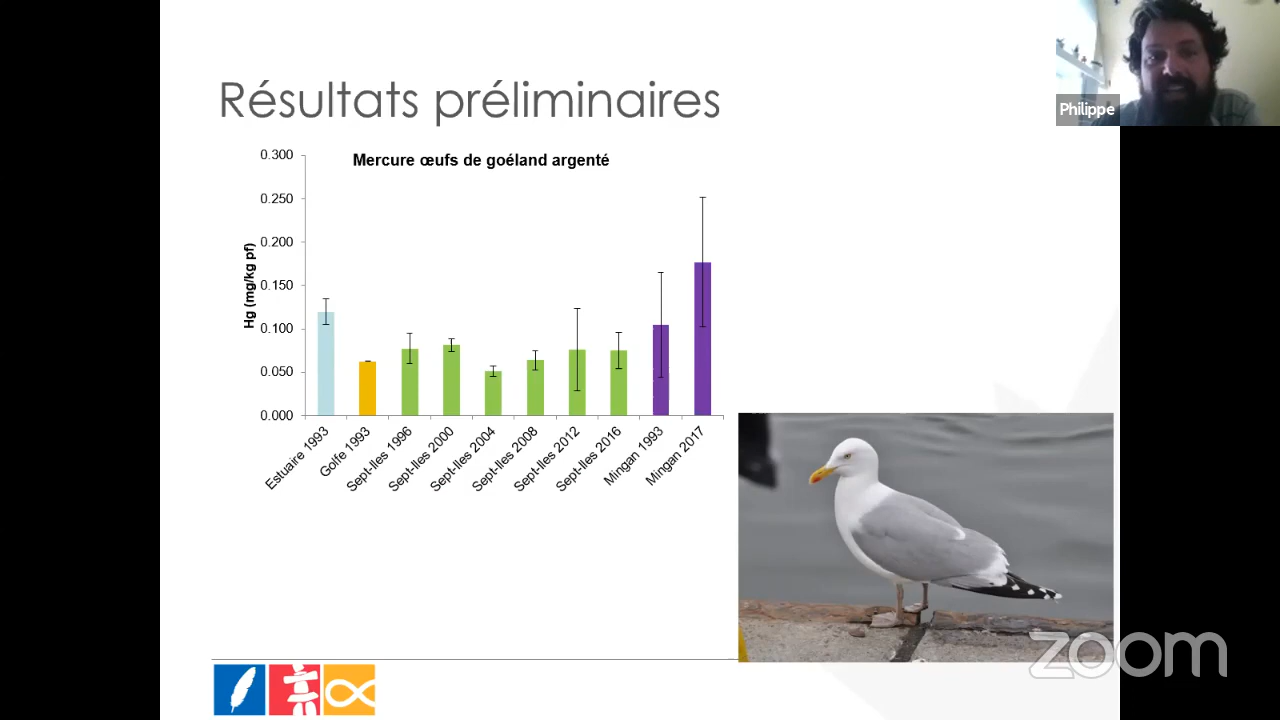 Résultats préliminaires
Philippe
Mercure œufs de goéland argenté
Hg (mg/kg pf)
0.300
0.250
0.200
0.150
0.100
0.050
0.000
Estuaire 1993
Golfe 1993
Sept-Iles 1996
Sept-Iles 2000
Sept-Iles 2004
Sept-Iles 2008
Sept-Iles 2012
Sept-Iles 2016
Mingan 1993
Mingan 2017
zoom